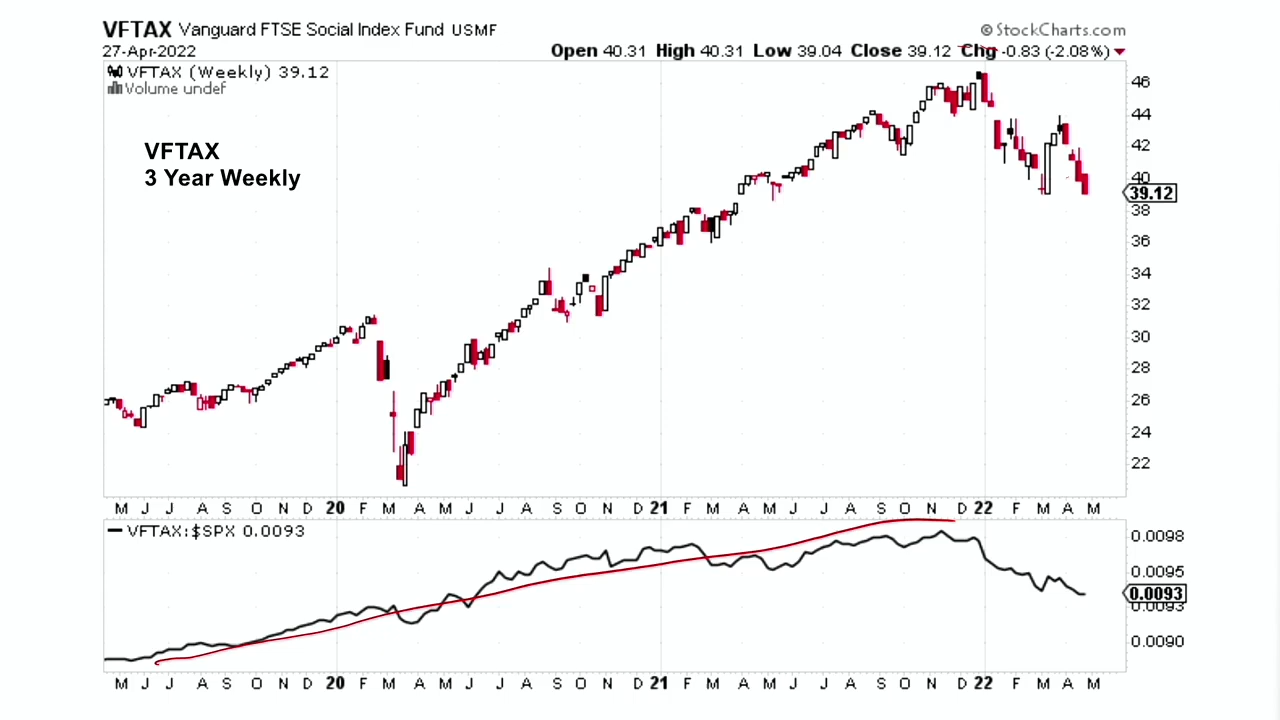 VFTAX Vanguard FTSE Social Index Fund USMF
© StockCharts.com
27-Apr-2022
Open 40.31 High 40.31 Low 39.04 Close 39.12 Chg -0.83 (-2.08%)
VFTAX (Weekly) 39.12
Volume undef
VFTAX
3 Year Weekly
46
44
42
40
39.12
38
36
34
32
30
28
26
24
22
M J J A S O N D 20 F M A M J J A S O N D 21 F M A M J J A S O N D 22 F M A M
VFTAX:$SPX 0.0093
0.0098
0.0095
0.0093
0.0093
0.0090
M J J A S O N D 20 F M A M J J A S O N D 21 F M A M J J A S O N D 22 F M A M